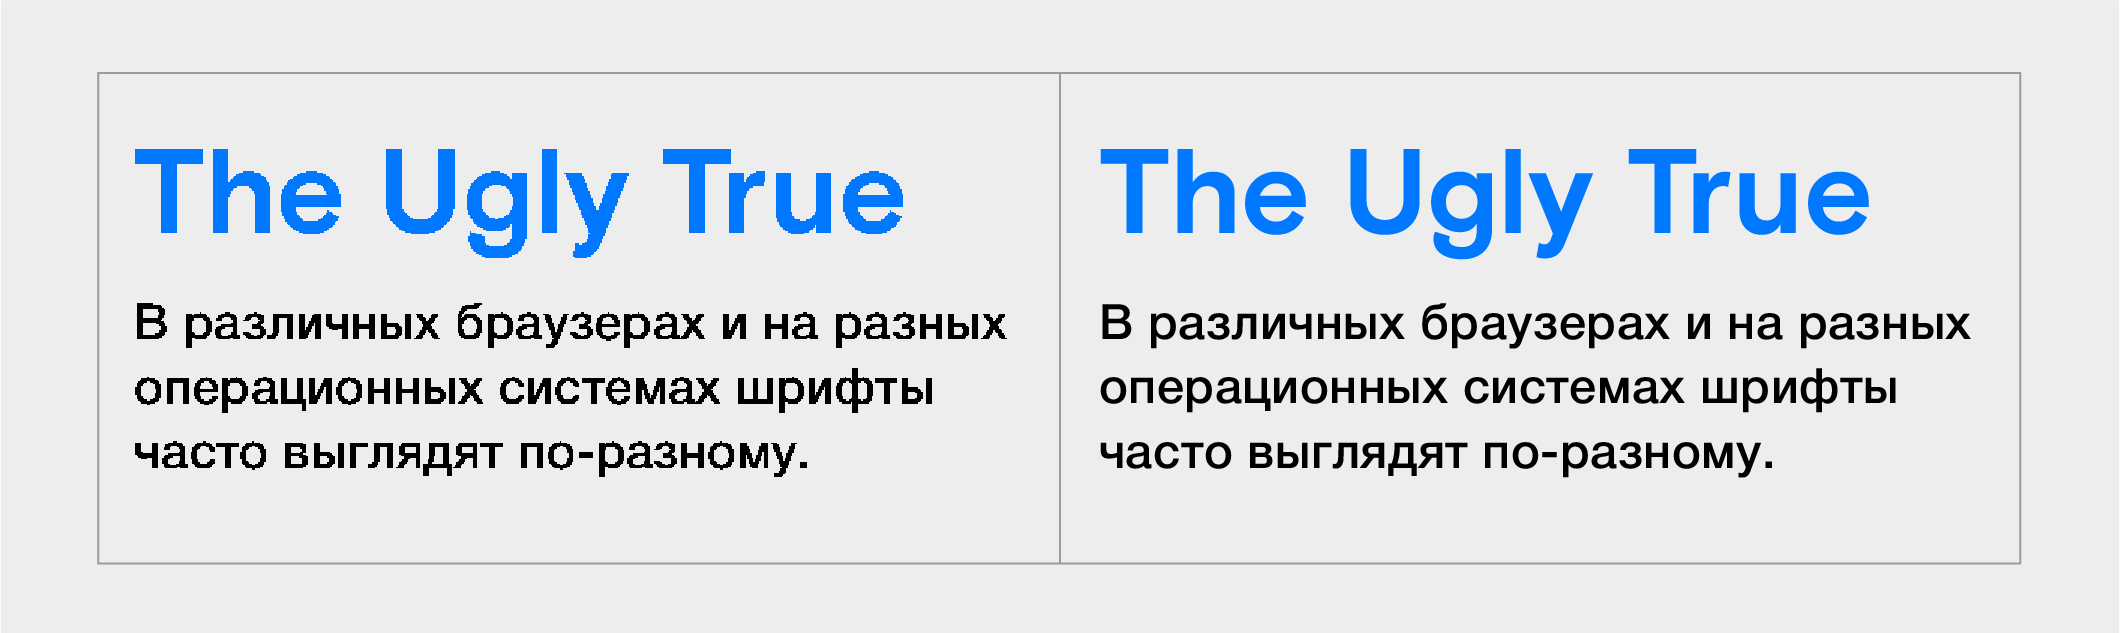 The Ugly True
В различных браузерах и на разных
операционных системах шрифты
часто выглядят по-разному.
The Ugly True
В различных браузерах и на разных
операционных системах шрифты
часто выглядят по-разному.